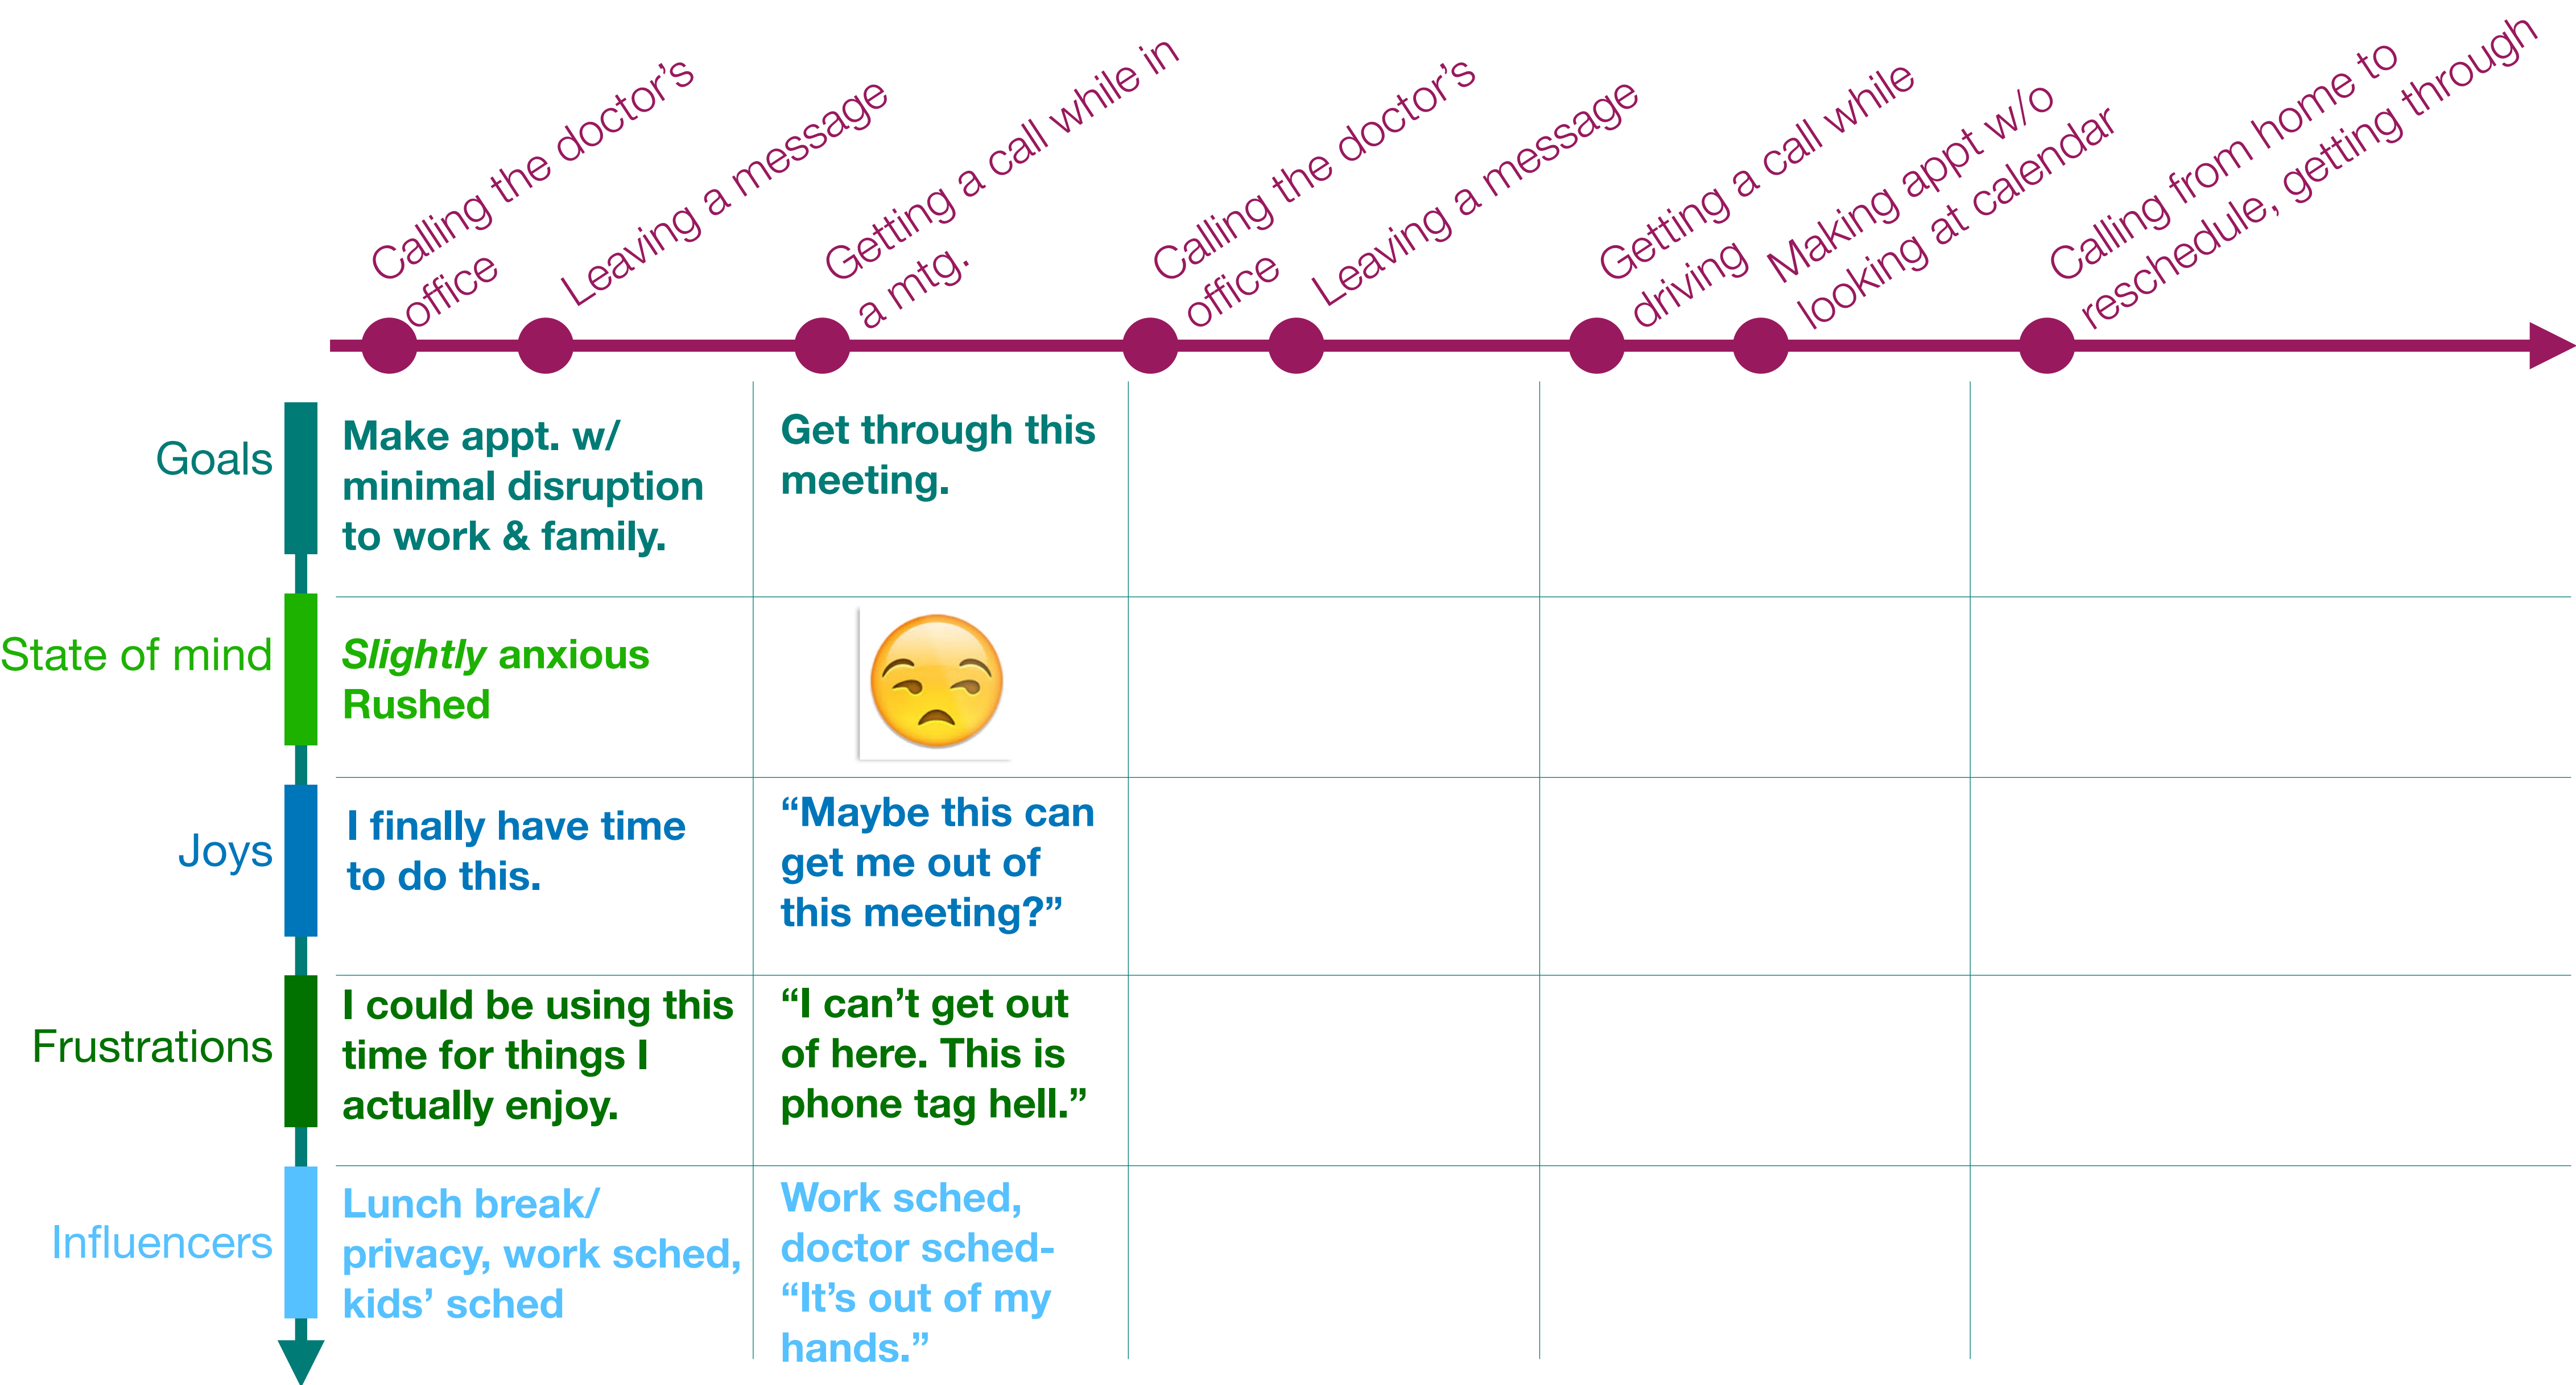 Calling the doctor’s
office
Leaving a message
Getting a call while in
a mtg.
Calling the doctor’s
office
Leaving a message
Getting a call while
driving
Making appt w/o
looking at calendar
Calling from home to
reschedule, getting through
Goals
Make appt. w/
minimal disruption
to work & family.
Get through this
meeting.
State of mind
Slightly anxious
Rushed
Joys
I finally have time
to do this.
“Maybe this can
get me out of
this meeting?”
Frustrations
I could be using this
time for things I
actually enjoy.
“I can’t get out
of here. This is
phone tag hell.”
Influencers
Lunch break/
privacy, work sched,
kids’ sched
Work sched,
doctor sched-
“It’s out of my
hands.”